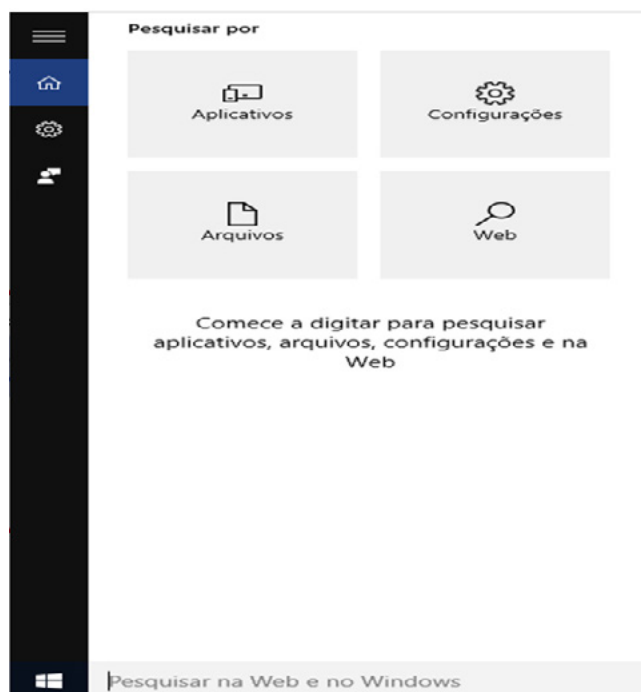 Pesquisar por
Aplicativos
Configurações
Arquivos
Web
Comece a digitar para pesquisar
aplicativos, arquivos, configurações e na
Web
Pesquisar na Web e no Windows